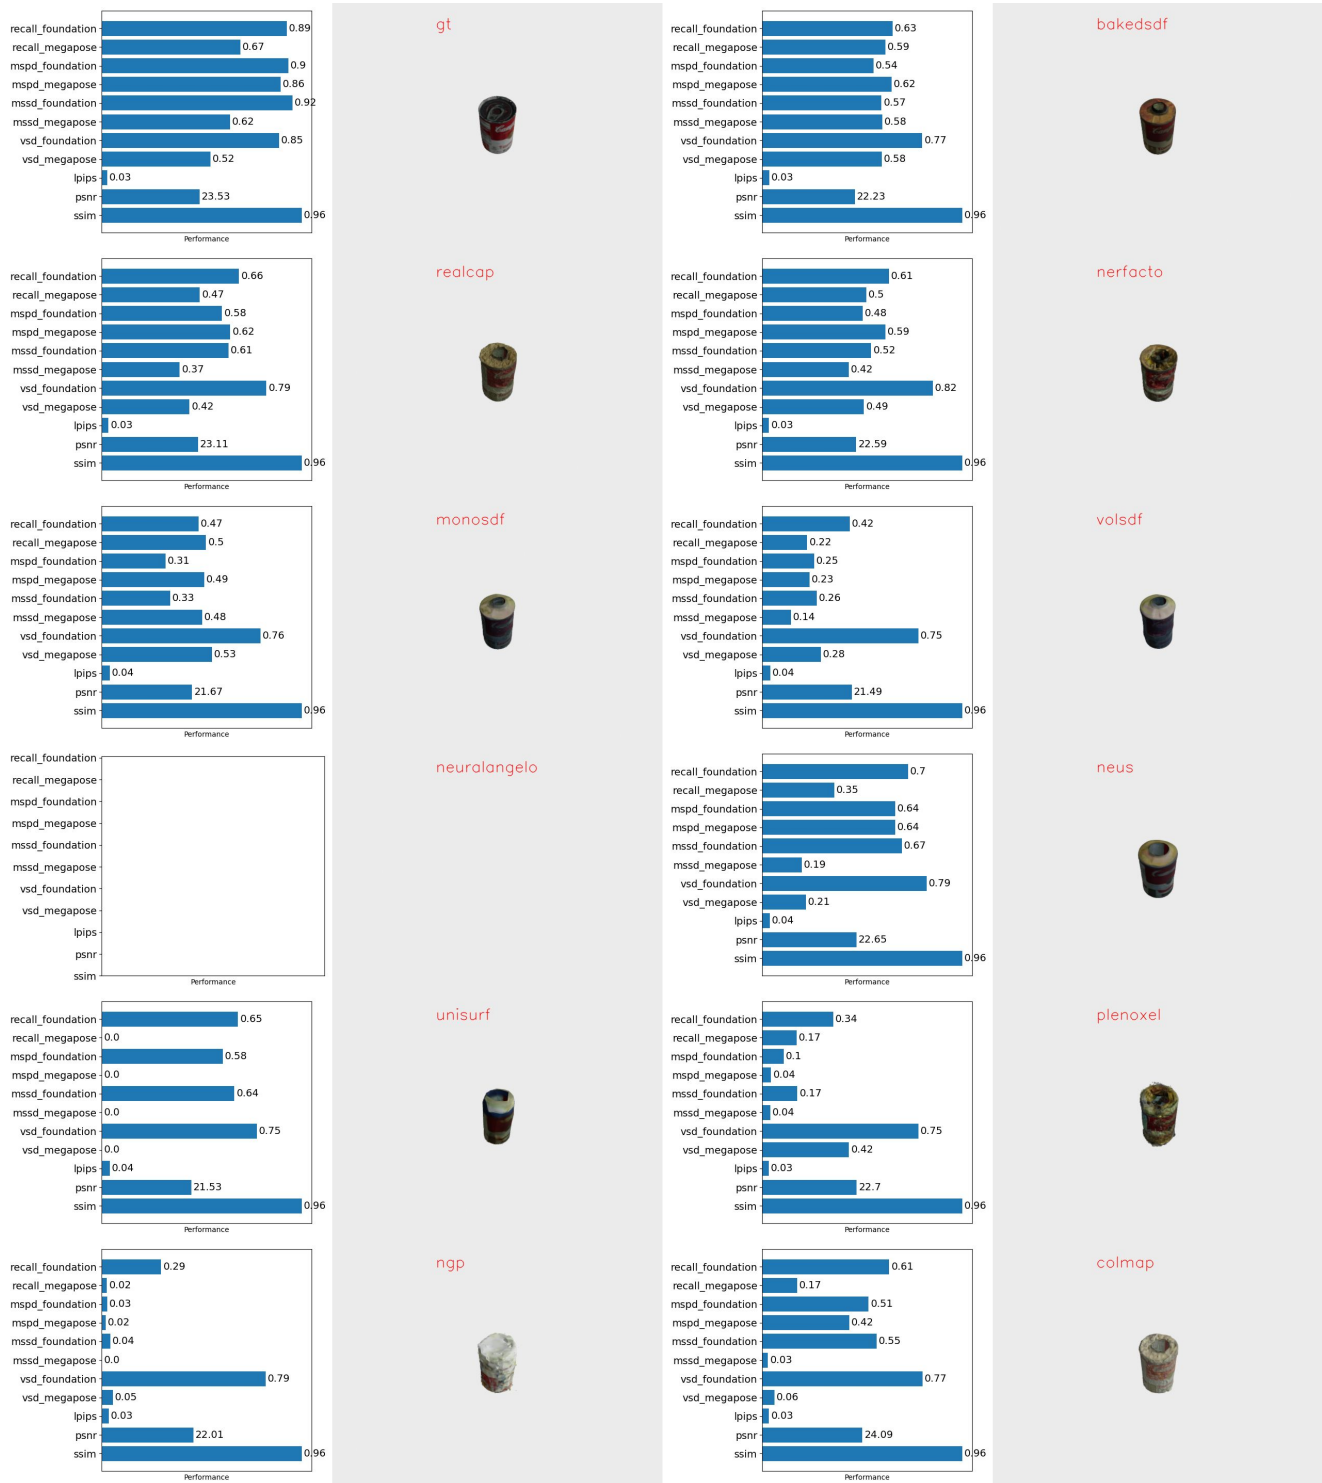 gt
recall_foundation 0.89
recall_megapose 0.67
mspd_foundation 0.9
mspd_megapose 0.86
mssd_foundation 0.92
mssd_megapose 0.62
vsd_foundation 0.85
vsd_megapose 0.52
lpips 0.03
psnr 23.53
ssim 0.96
Performance
bakedsdf
recall_foundation 0.63
recall_megapose 0.59
mspd_foundation 0.54
mspd_megapose 0.62
mssd_foundation 0.57
mssd_megapose 0.58
vsd_foundation 0.77
vsd_megapose 0.58
lpips 0.03
psnr 22.23
ssim 0.96
Performance
realcap
recall_foundation 0.66
recall_megapose 0.47
mspd_foundation 0.58
mspd_megapose 0.62
mssd_foundation 0.61
mssd_megapose 0.37
vsd_foundation 0.79
vsd_megapose 0.42
lpips 0.03
psnr 23.11
ssim 0.96
Performance
nerfacto
recall_foundation 0.61
recall_megapose 0.5
mspd_foundation 0.48
mspd_megapose 0.59
mssd_foundation 0.52
mssd_megapose 0.42
vsd_foundation 0.82
vsd_megapose 0.49
lpips 0.03
psnr 22.59
ssim 0.96
Performance
monosdf
recall_foundation 0.47
recall_megapose 0.5
mspd_foundation 0.31
mspd_megapose 0.49
mssd_foundation 0.33
mssd_megapose 0.48
vsd_foundation 0.76
vsd_megapose 0.53
lpips 0.04
psnr 21.67
ssim 0.96
Performance
volsdf
recall_foundation 0.42
recall_megapose 0.22
mspd_foundation 0.25
mspd_megapose 0.23
mssd_foundation 0.26
mssd_megapose 0.14
vsd_foundation 0.75
vsd_megapose 0.28
lpips 0.04
psnr 21.49
ssim 0.96
Performance
neuralangelo
recall_foundation
recall_megapose
mspd_foundation
mspd_megapose
mssd_foundation
mssd_megapose
vsd_foundation
vsd_megapose
lpips
psnr
ssim
Performance
neus
recall_foundation 0.7
recall_megapose 0.35
mspd_foundation 0.64
mspd_megapose 0.64
mssd_foundation 0.67
mssd_megapose 0.19
vsd_foundation 0.79
vsd_megapose 0.21
lpips 0.04
psnr 22.65
ssim 0.96
Performance
unisurf
recall_foundation 0.65
recall_megapose 0.0
mspd_foundation 0.58
mspd_megapose 0.0
mssd_foundation 0.64
mssd_megapose 0.0
vsd_foundation 0.75
vsd_megapose 0.0
lpips 0.04
psnr 21.53
ssim 0.96
Performance
plenoxel
recall_foundation 0.34
recall_megapose 0.17
mspd_foundation 0.1
mspd_megapose 0.04
mssd_foundation 0.17
mssd_megapose 0.04
vsd_foundation 0.75
vsd_megapose 0.42
lpips 0.03
psnr 22.7
ssim 0.96
Performance
ngp
recall_foundation 0.29
recall_megapose 0.02
mspd_foundation 0.03
mspd_megapose 0.02
mssd_foundation 0.04
mssd_megapose 0.0
vsd_foundation 0.79
vsd_megapose 0.05
lpips 0.03
psnr 22.01
ssim 0.96
Performance
colmap
recall_foundation 0.61
recall_megapose 0.17
mspd_foundation 0.51
mspd_megapose 0.42
mssd_foundation 0.55
mssd_megapose 0.03
vsd_foundation 0.77
vsd_megapose 0.06
lpips 0.03
psnr 24.09
ssim 0.96
Performance